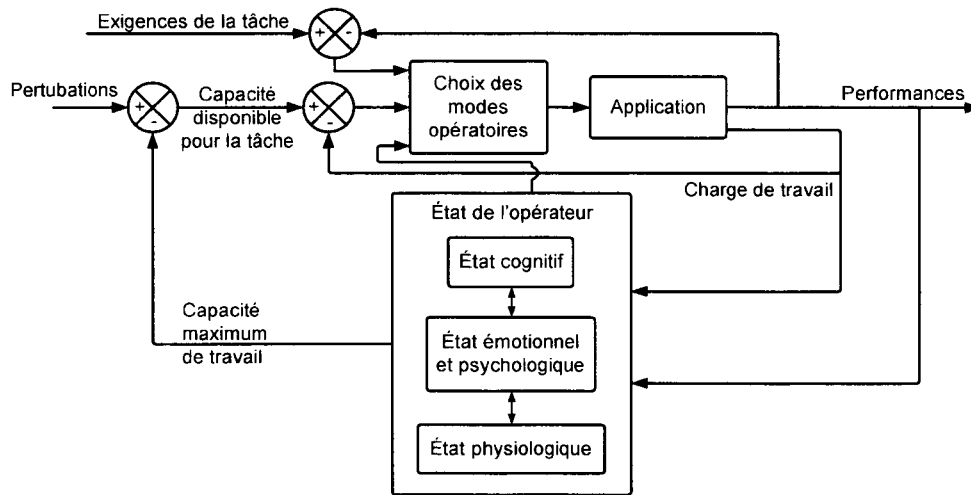 Exigences de la tâche
+
-
Pertubations
+
-
Capacité
disponible
pour la tâche
+
-
Choix des
modes
opératoires
Application
Performances
Charge de travail
État de l'opérateur
État cognitif
État émotionnel
et psychologique
État physiologique
Capacité
maximum
de travail